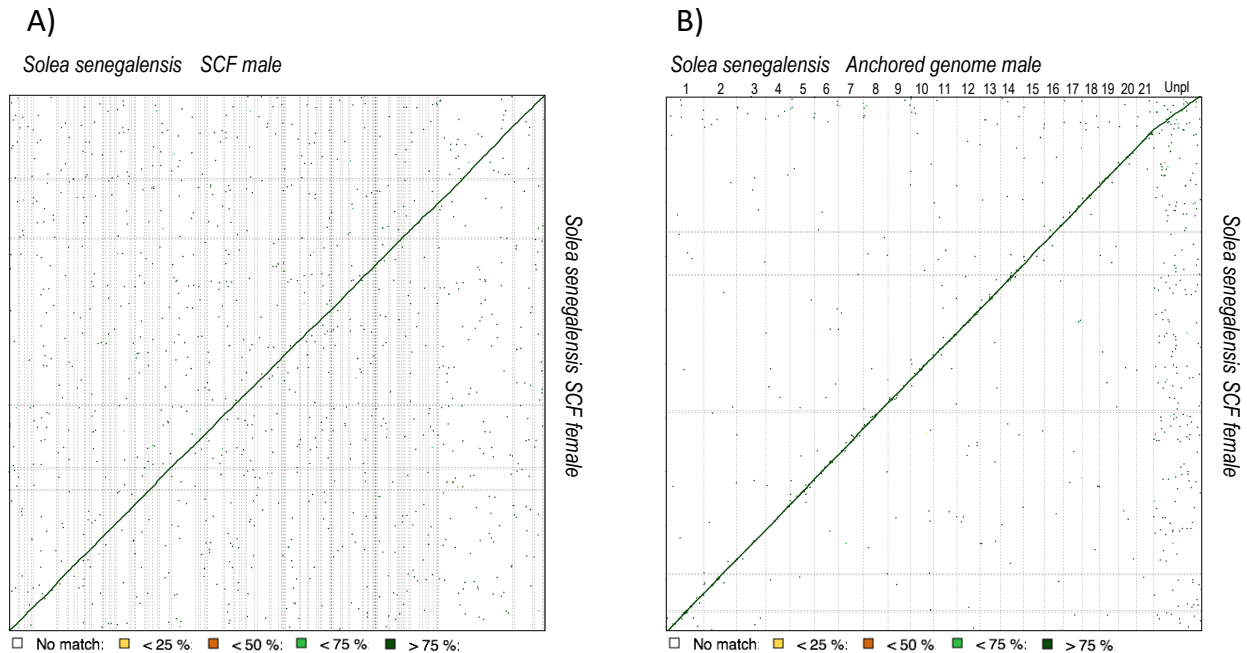 A)
Solea senegalensis SCF male
Solea senegalensis SCF female
No match: < 25 %: < 50 %: < 75 %: > 75 %:
B)
Solea senegalensis Anchored genome male
1 2 3 4 5 6 7 8 9 10 11 12 13 14 15 16 17 18 19 20 21 Unpl
Solea senegalensis SCF female
No match: < 25 %: < 50 %: < 75 %: > 75 %: